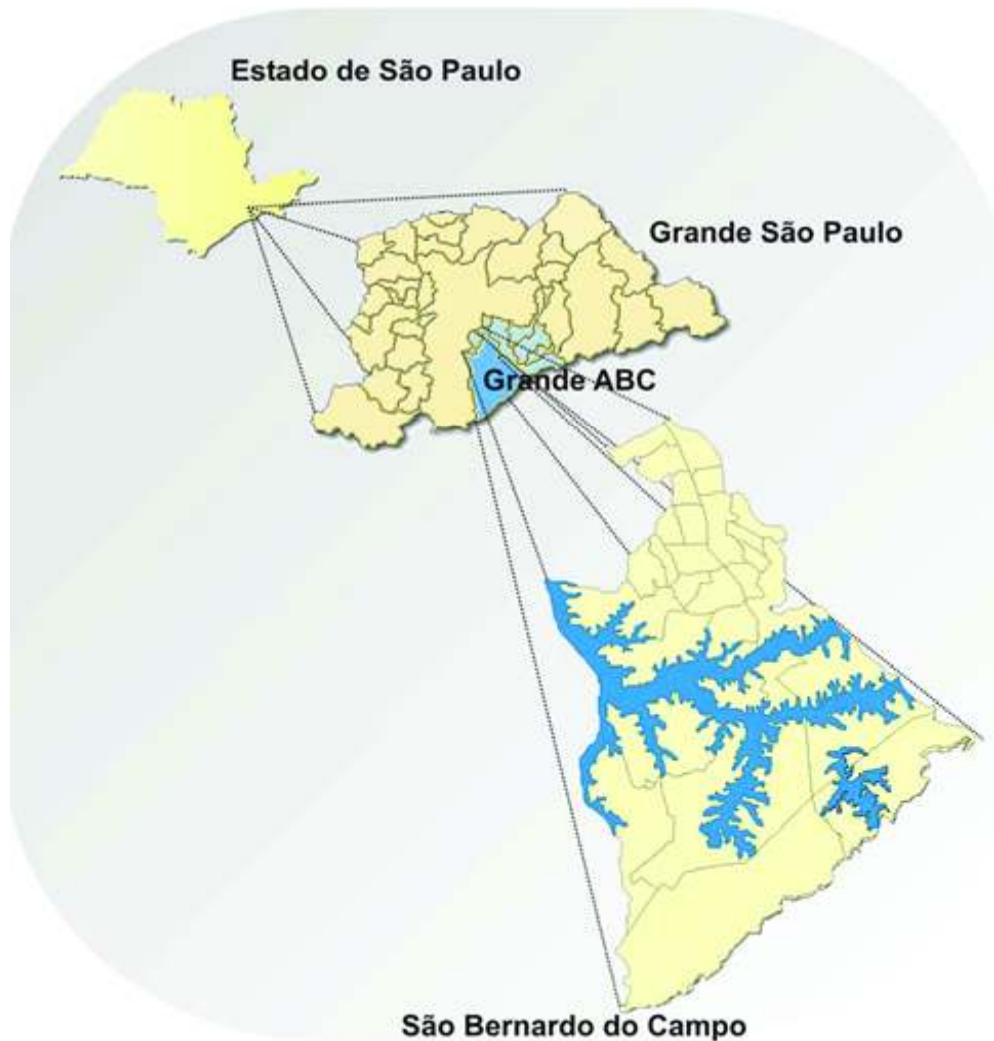 Estado de São Paulo
Grande São Paulo
Grande ABC
São Bernardo do Campo